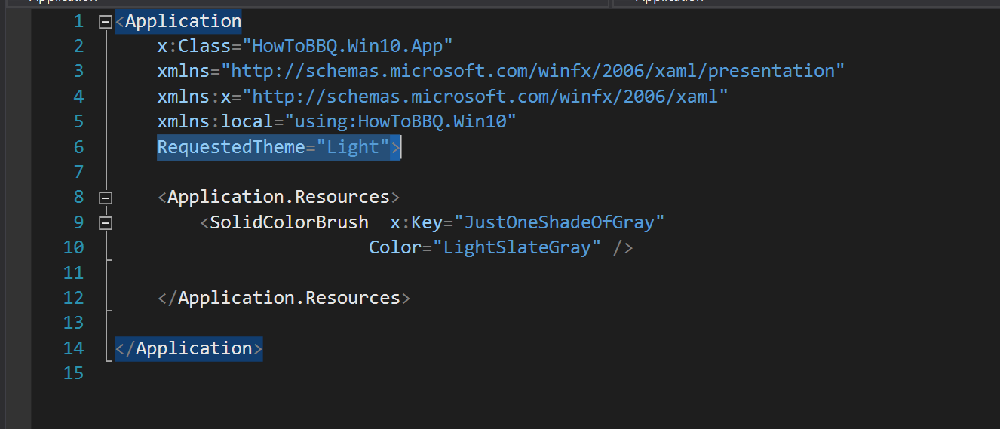 Application Application
1 <Application
2 x:Class="HowToBBQ.Win10.App"
3 xmlns="http://schemas.microsoft.com/winfx/2006/xaml/presentation"
4 xmlns:x="http://schemas.microsoft.com/winfx/2006/xaml"
5 xmlns:local="using:HowToBBQ.Win10"
6 RequestedTheme="Light">
7
8 <Application.Resources>
9 <SolidColorBrush  x:Key="JustOneShadeOfGray"
10 Color="LightSlateGray" />
11
12 </Application.Resources>
13
14 </Application>
15